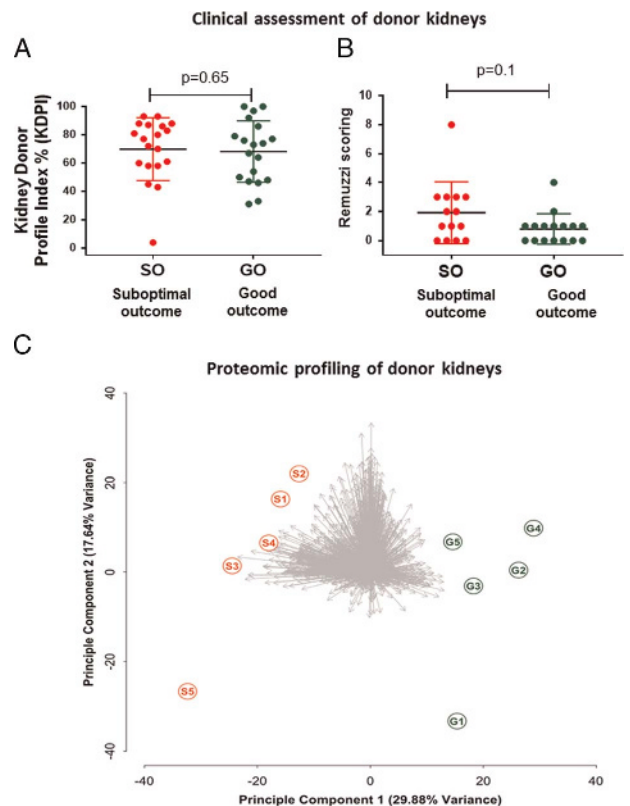 Clinical assessment of donor kidneys
A
p=0.65
Kidney Donor
Profile Index % (KDPI)
100
80
60
40
20
0
SO
GO
Suboptimal
outcome
Good
outcome
B
p=0.1
Remuzzi scoring
10
8
6
4
2
0
SO
GO
Suboptimal
outcome
Good
outcome
C
Proteomic profiling of donor kidneys
Principle Component 2 (17.64% Variance)
40
20
0
-20
-40
S2
S1
S4
S3
S5
G5
G4
G2
G3
G1
-40
-20
0
20
40
Principle Component 1 (29.88% Variance)